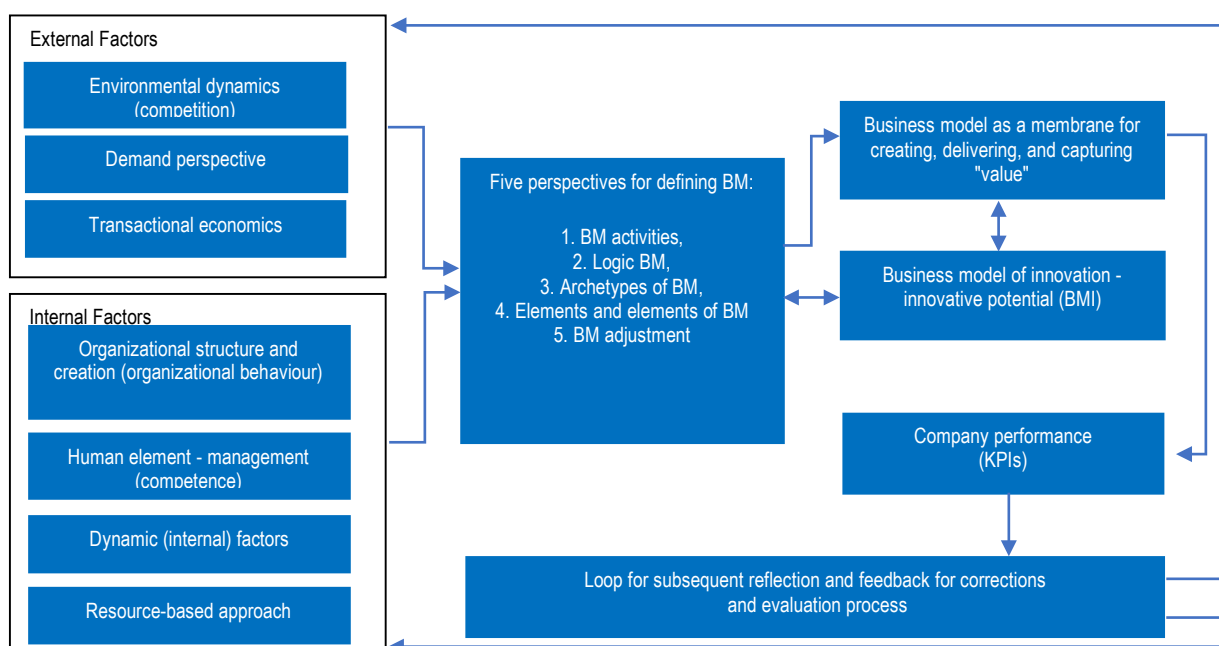 External Factors
Environmental dynamics
(competition)
Demand perspective
Transactional economics
Internal Factors
Organizational structure and
creation (organizational behaviour)
Human element - management
(competence)
Dynamic (internal) factors
Resource-based approach
Five perspectives for defining BM:
1. BM activities,
2. Logic BM,
3. Archetypes of BM,
4. Elements and elements of BM
5. BM adjustment
Business model as a membrane for
creating, delivering, and capturing
"value"
Business model of innovation -
innovative potential (BMI)
Company performance
(KPIs)
Loop for subsequent reflection and feedback for corrections
and evaluation process